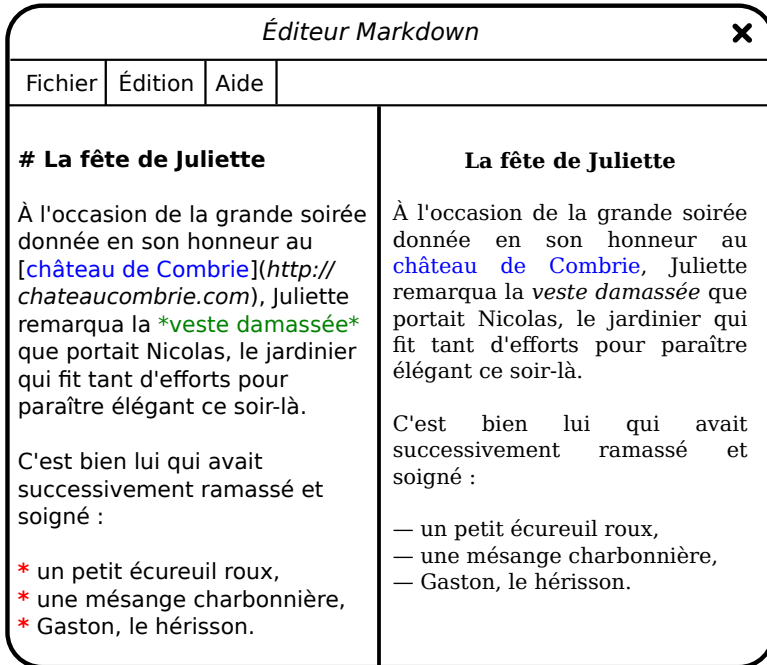 Éditeur Markdown
Fichier
Édition
Aide
# La fête de Juliette
À l'occasion de la grande soirée
donnée en son honneur au
[château de Combrie](http://
chateaucombrie.com), Juliette
remarqua la *veste damassée*
que portait Nicolas, le jardinier
qui fit tant d'efforts pour
paraître élégant ce soir-là.
C'est bien lui qui avait
successivement ramassé et
soigné :
* un petit écureuil roux,
* une mésange charbonnière,
* Gaston, le hérisson.
La fête de Juliette
À l'occasion de la grande soirée
donnée en son honneur au
château de Combrie, Juliette
remarqua la veste damassée que
portait Nicolas, le jardinier qui
fit tant d'efforts pour paraître
élégant ce soir-là.
C'est bien lui qui avait
successivement ramassé et
soigné :
— un petit écureuil roux,
— une mésange charbonnière,
— Gaston, le hérisson.